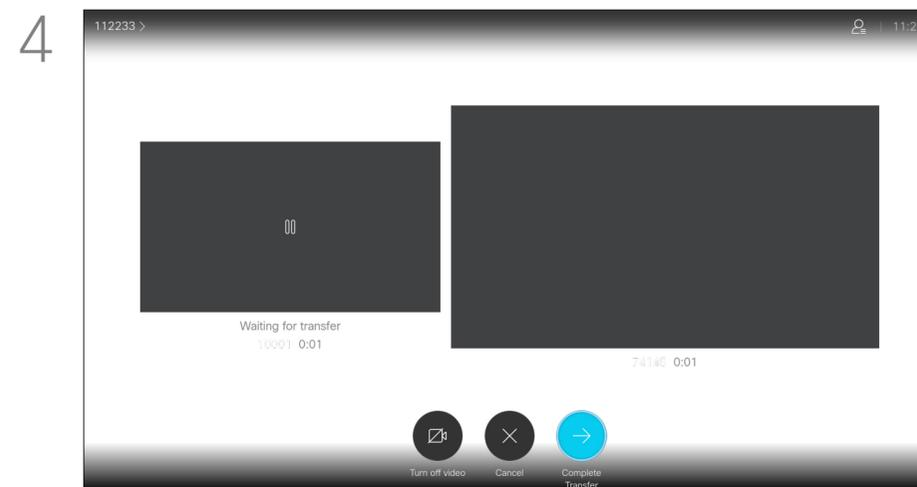 4
112233 >
Waiting for transfer
0:01
0:01
Turn off video
Cancel
Complete
Transfer